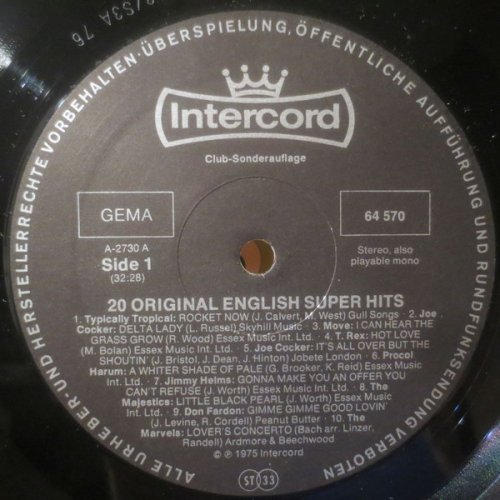 /S3A 76
ALLE URHEBER- UND HERSTELLERRECHTE VORBEHALTEN·ÜBERSPIELUNG, ÖFFENTLICHE AUFFÜHRUNG UND RUNDFUNKSENDUNG VERBOTEN
Intercord
Club-Sonderauflage
GEMA
64 570
A-2730 A
Side 1
(32:28)
Stereo, also
playable mono
20 ORIGINAL ENGLISH SUPER HITS
1. Typically Tropical: ROCKET NOW (J. Calvert, M. West) Gull Songs · 2. Joe
Cocker: DELTA LADY (L. Russel) Skyhill Music · 3. Move: I CAN HEAR THE
GRASS GROW (R. Wood) Essex Music Int. Ltd. · 4. T. Rex: HOT LOVE
(M. Bolan) Essex Music Int. Ltd. · 5. Joe Cocker: IT'S ALL OVER BUT THE
SHOUTIN' (J. Bristol, J. Dean, J. Hinton) Jobete London · 6. Procol
Harum: A WHITER SHADE OF PALE (G. Brooker, K. Reid) Essex Music
Int. Ltd. · 7. Jimmy Helms: GONNA MAKE YOU AN OFFER YOU
CAN'T REFUSE (J. Worth) Essex Music Int. Ltd. · 8. The
Majestics: LITTLE BLACK PEARL (J. Worth) Essex Music
Int. Ltd. · 9. Don Fardon: GIMME GIMME GOOD LOVIN'
(J. Levine, R. Cordell) Peanut Butter · 10. The
Marvels: LOVER'S CONCERTO (Bach arr. Linzer,
Randell) Ardmore & Beechwood
© ℗ 1975 Intercord
ST 33